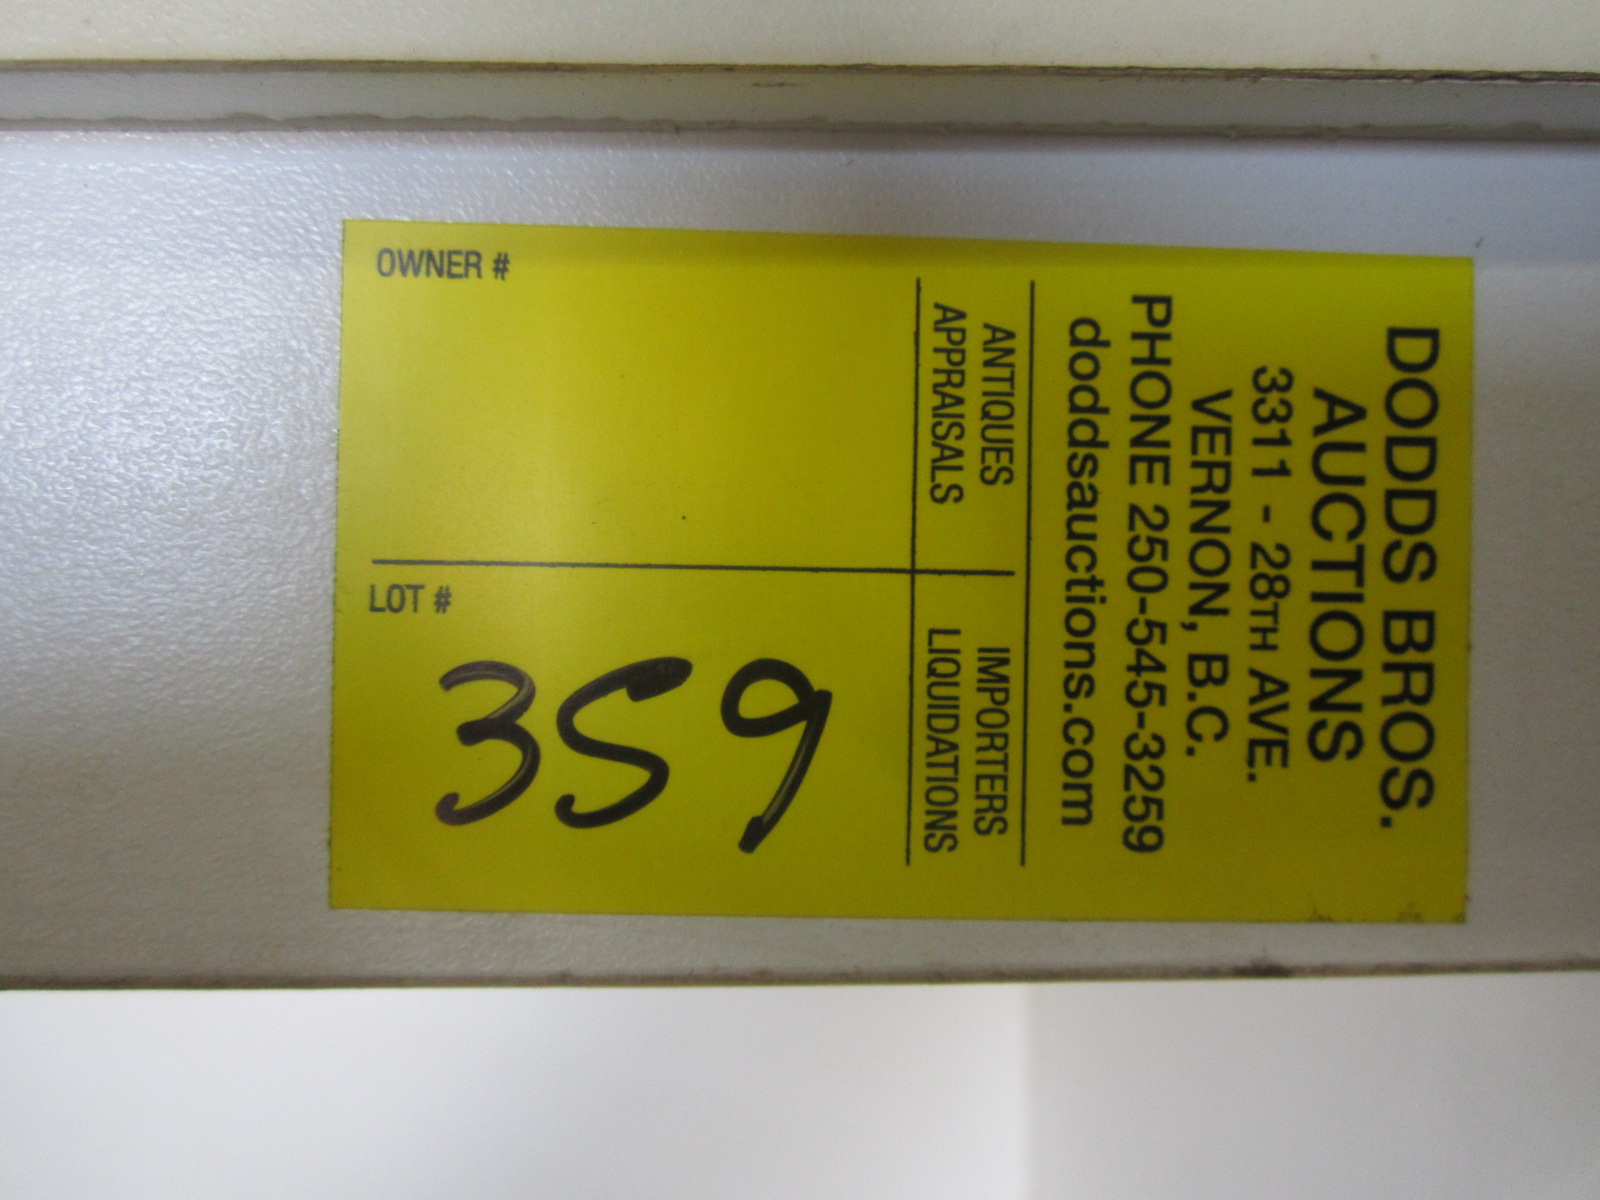 DODDS BROS.
AUCTIONS
3311 - 28TH AVE.
VERNON, B.C.
PHONE 250-545-3259
doddsauctions.com
ANTIQUES
APPRAISALS
IMPORTERS
LIQUIDATIONS
OWNER #
LOT #
359